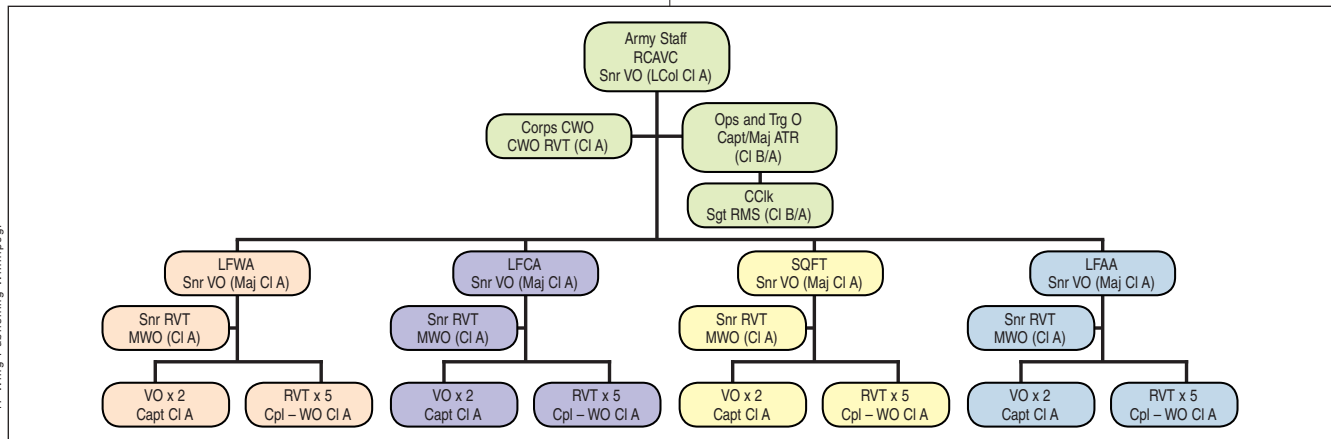 Army Staff
RCAVC
Snr VO (LCol Cl A)
Corps CWO
CWO RVT (Cl A)
Ops and Trg O
Capt/Maj ATR
(Cl B/A)
CClk
Sgt RMS (Cl B/A)
LFWA
Snr VO (Maj Cl A)
LFCA
Snr VO (Maj Cl A)
SQFT
Snr VO (Maj Cl A)
LFAA
Snr VO (Maj Cl A)
Snr RVT
MWO (Cl A)
Snr RVT
MWO (Cl A)
Snr RVT
MWO (Cl A)
Snr RVT
MWO (Cl A)
VO x 2
Capt Cl A
RVT x 5
Cpl – WO Cl A
VO x 2
Capt Cl A
RVT x 5
Cpl – WO Cl A
VO x 2
Capt Cl A
RVT x 5
Cpl – WO Cl A
VO x 2
Capt Cl A
RVT x 5
Cpl – WO Cl A